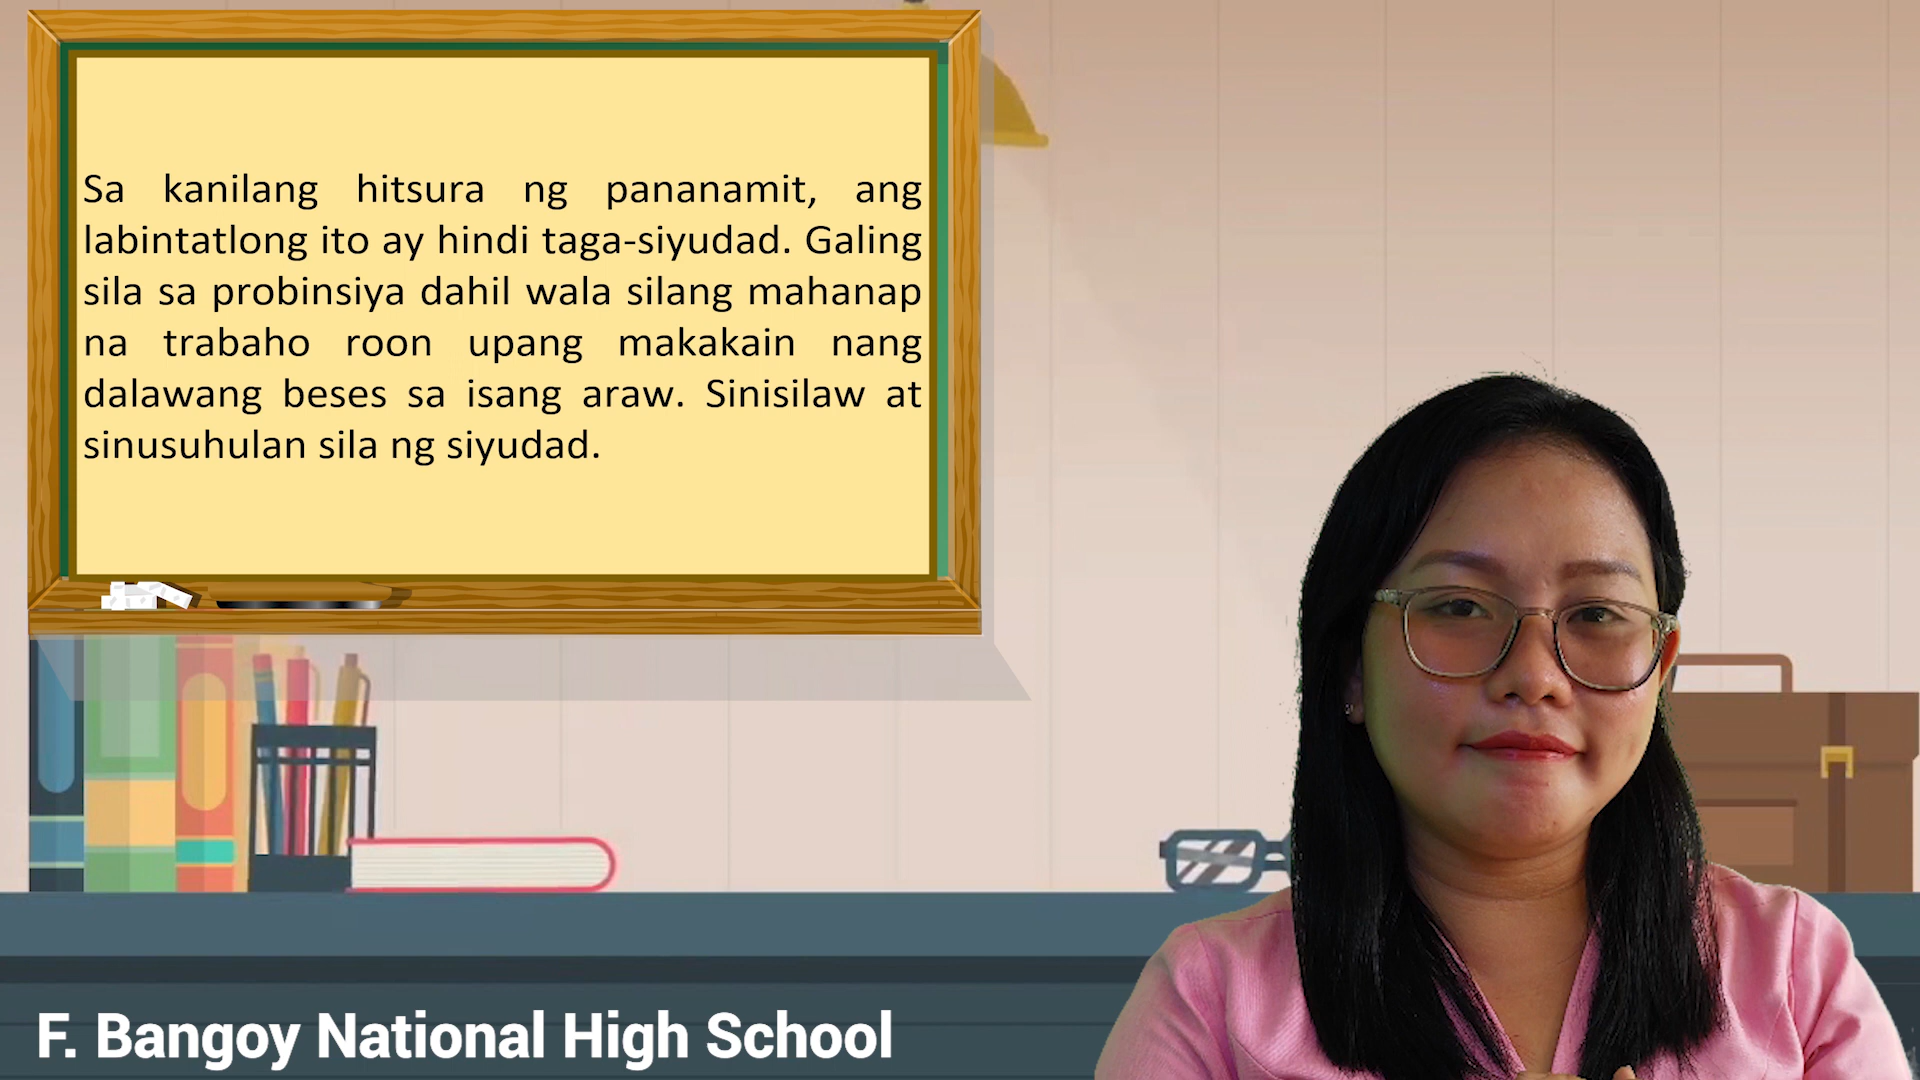 Sa kanilang hitsura ng pananamit, ang
labintatlong ito ay hindi taga-siyudad. Galing
sila sa probinsiya dahil wala silang mahanap
na trabaho roon upang makakain nang
dalawang beses sa isang araw. Sinisilaw at
sinusuhulan sila ng siyudad.
F. Bangoy National High School